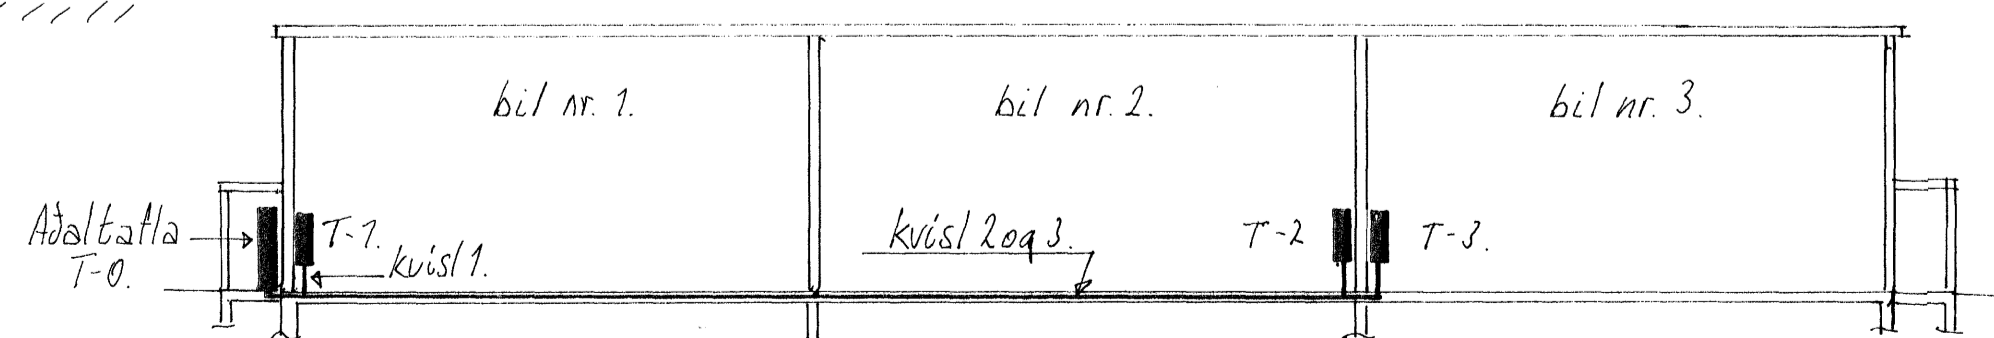 bil nr. 1.
bil nr. 2.
bil nr. 3.
Aðaltafla
T-0.
T-1.
kvísl 1.
kvísl 2 og 3.
T-2
T-3.